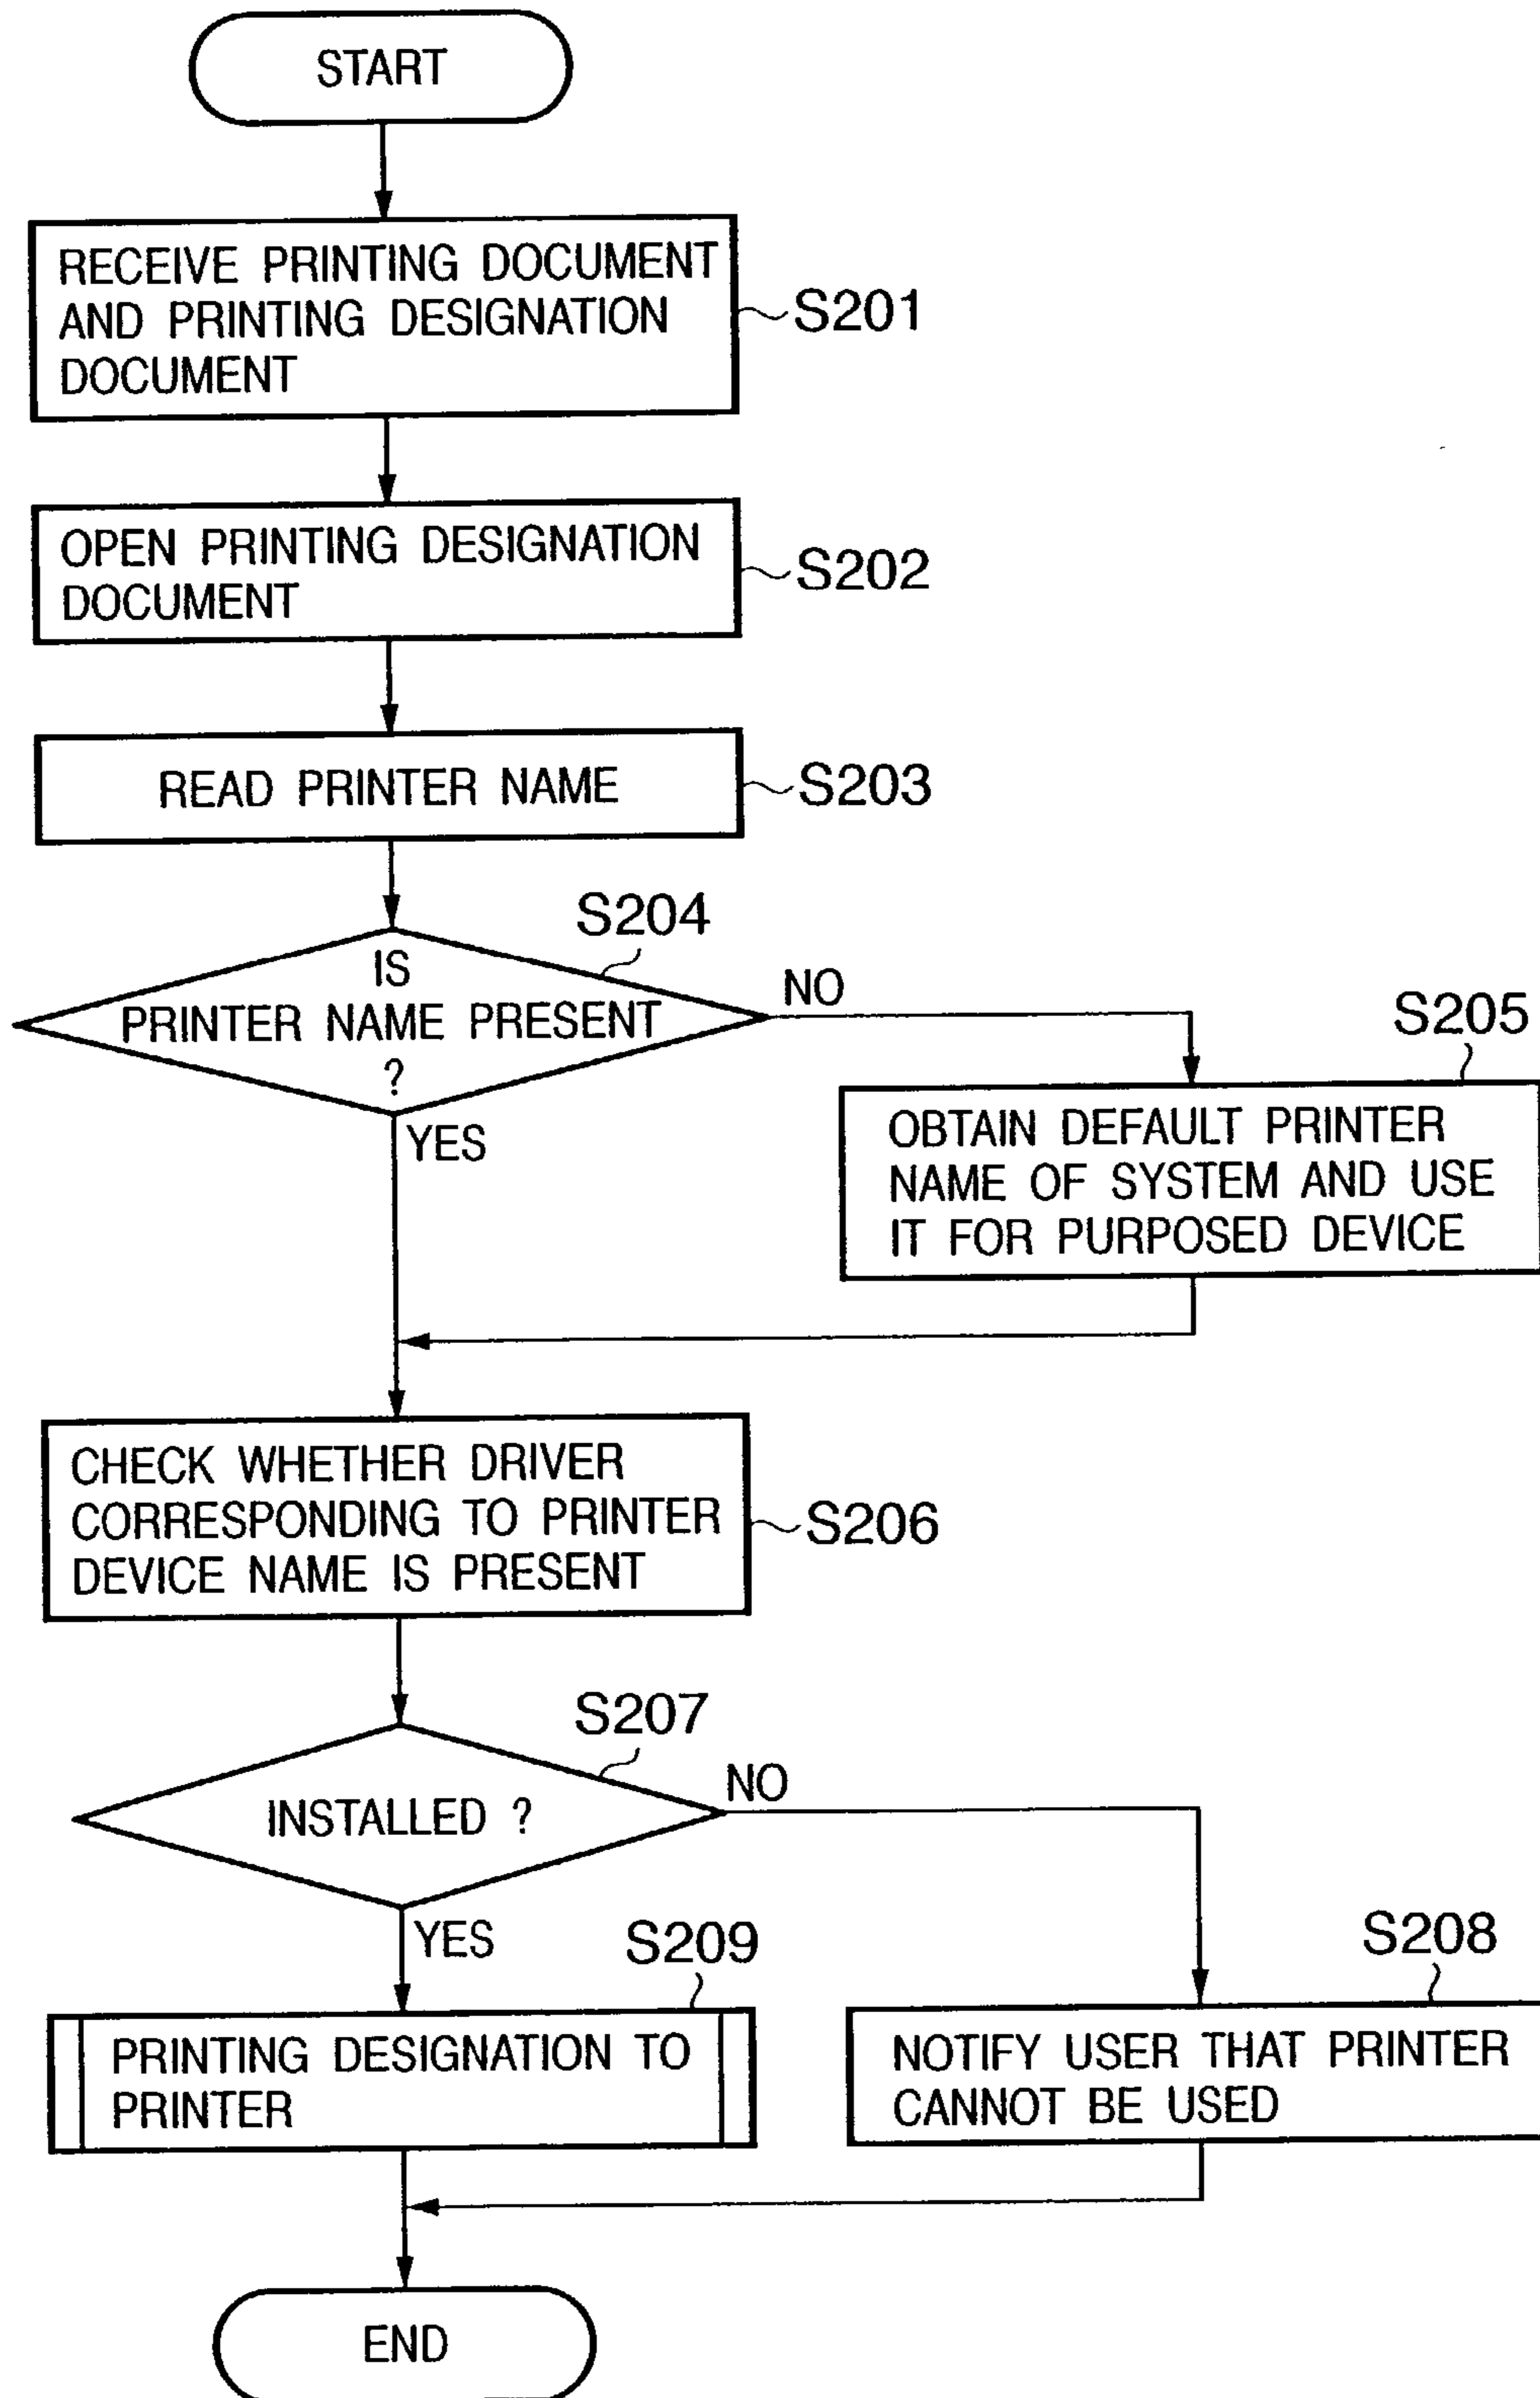 START
RECEIVE PRINTING DOCUMENT
AND PRINTING DESIGNATION
DOCUMENT
S201
OPEN PRINTING DESIGNATION
DOCUMENT
S202
READ PRINTER NAME
S203
S204
IS
PRINTER NAME PRESENT
?
NO
YES
S205
OBTAIN DEFAULT PRINTER
NAME OF SYSTEM AND USE
IT FOR PURPOSED DEVICE
CHECK WHETHER DRIVER
CORRESPONDING TO PRINTER
DEVICE NAME IS PRESENT
S206
S207
INSTALLED ?
NO
YES
S209
PRINTING DESIGNATION TO
PRINTER
S208
NOTIFY USER THAT PRINTER
CANNOT BE USED
END